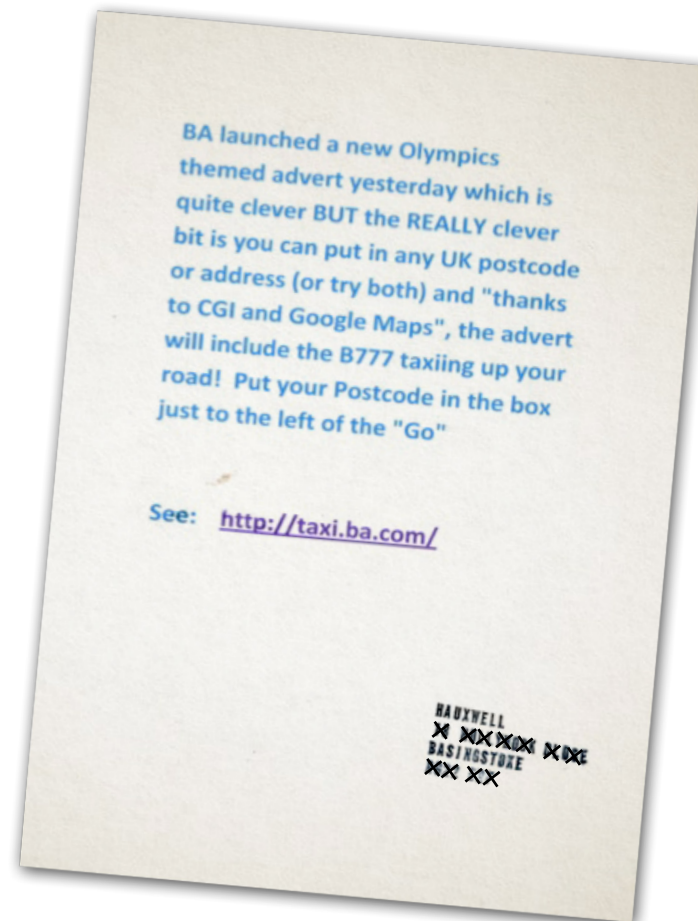 BA launched a new Olympics
themed advert yesterday which is
quite clever BUT the REALLY clever
bit is you can put in any UK postcode
or address (or try both) and "thanks
to CGI and Google Maps", the advert
will include the B777 taxiing up your
road!  Put your Postcode in the box
just to the left of the "Go"
See: http://taxi.ba.com/
HAUXWELL
BASINGSTOKE